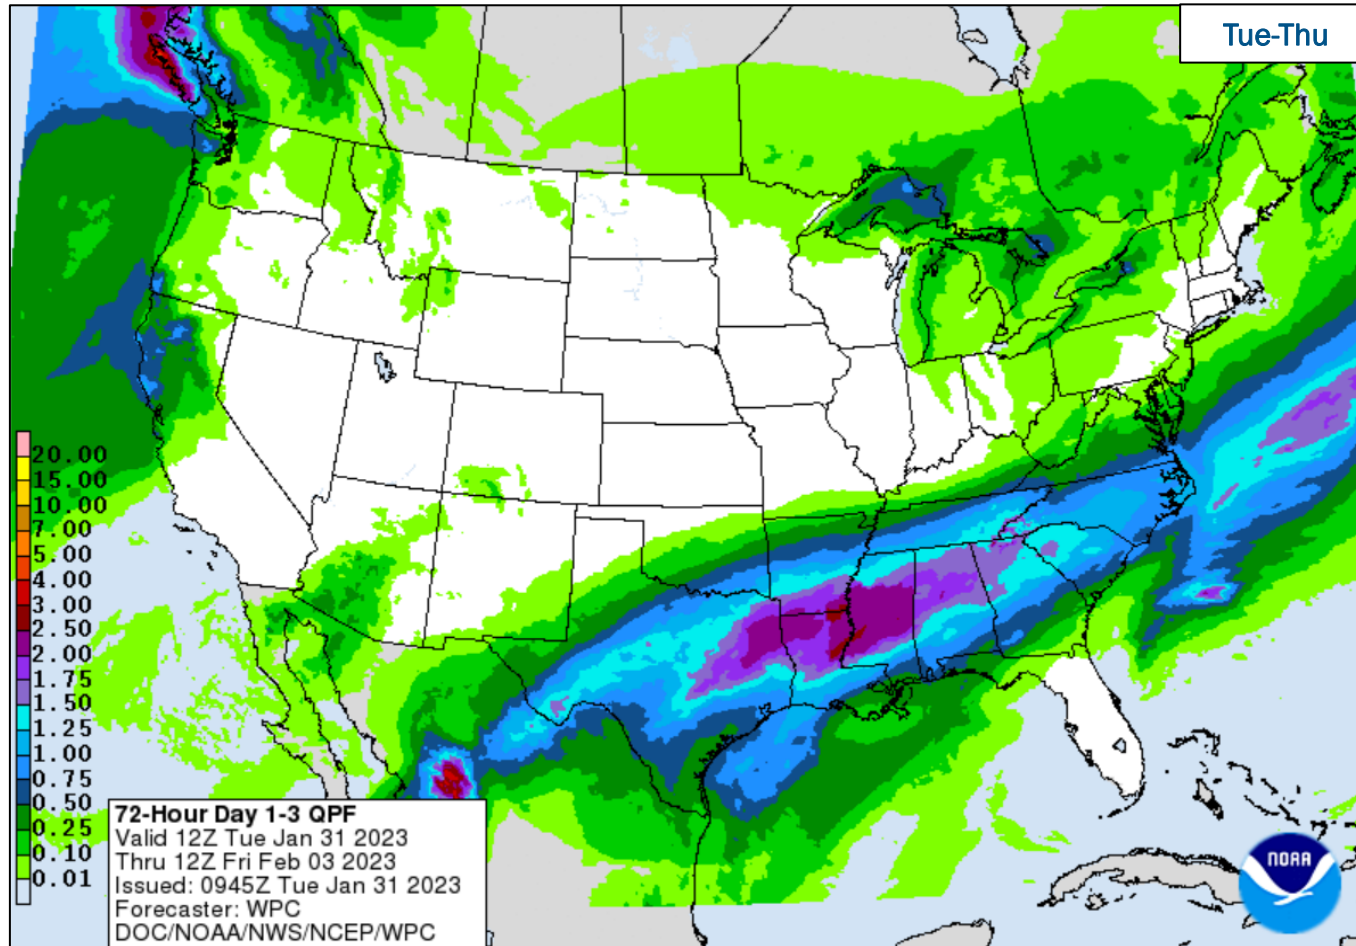 Tue-Thu
20.00
15.00
10.00
7.00
5.00
4.00
3.00
2.50
2.00
1.75
1.50
1.25
1.00
0.75
0.50
0.25
0.10
0.01
72-Hour Day 1-3 QPF
Valid 12Z Tue Jan 31 2023
Thru 12Z Fri Feb 03 2023
Issued: 0945Z Tue Jan 31 2023
Forecaster: WPC
DOC/NOAA/NWS/NCEP/WPC
NOAA